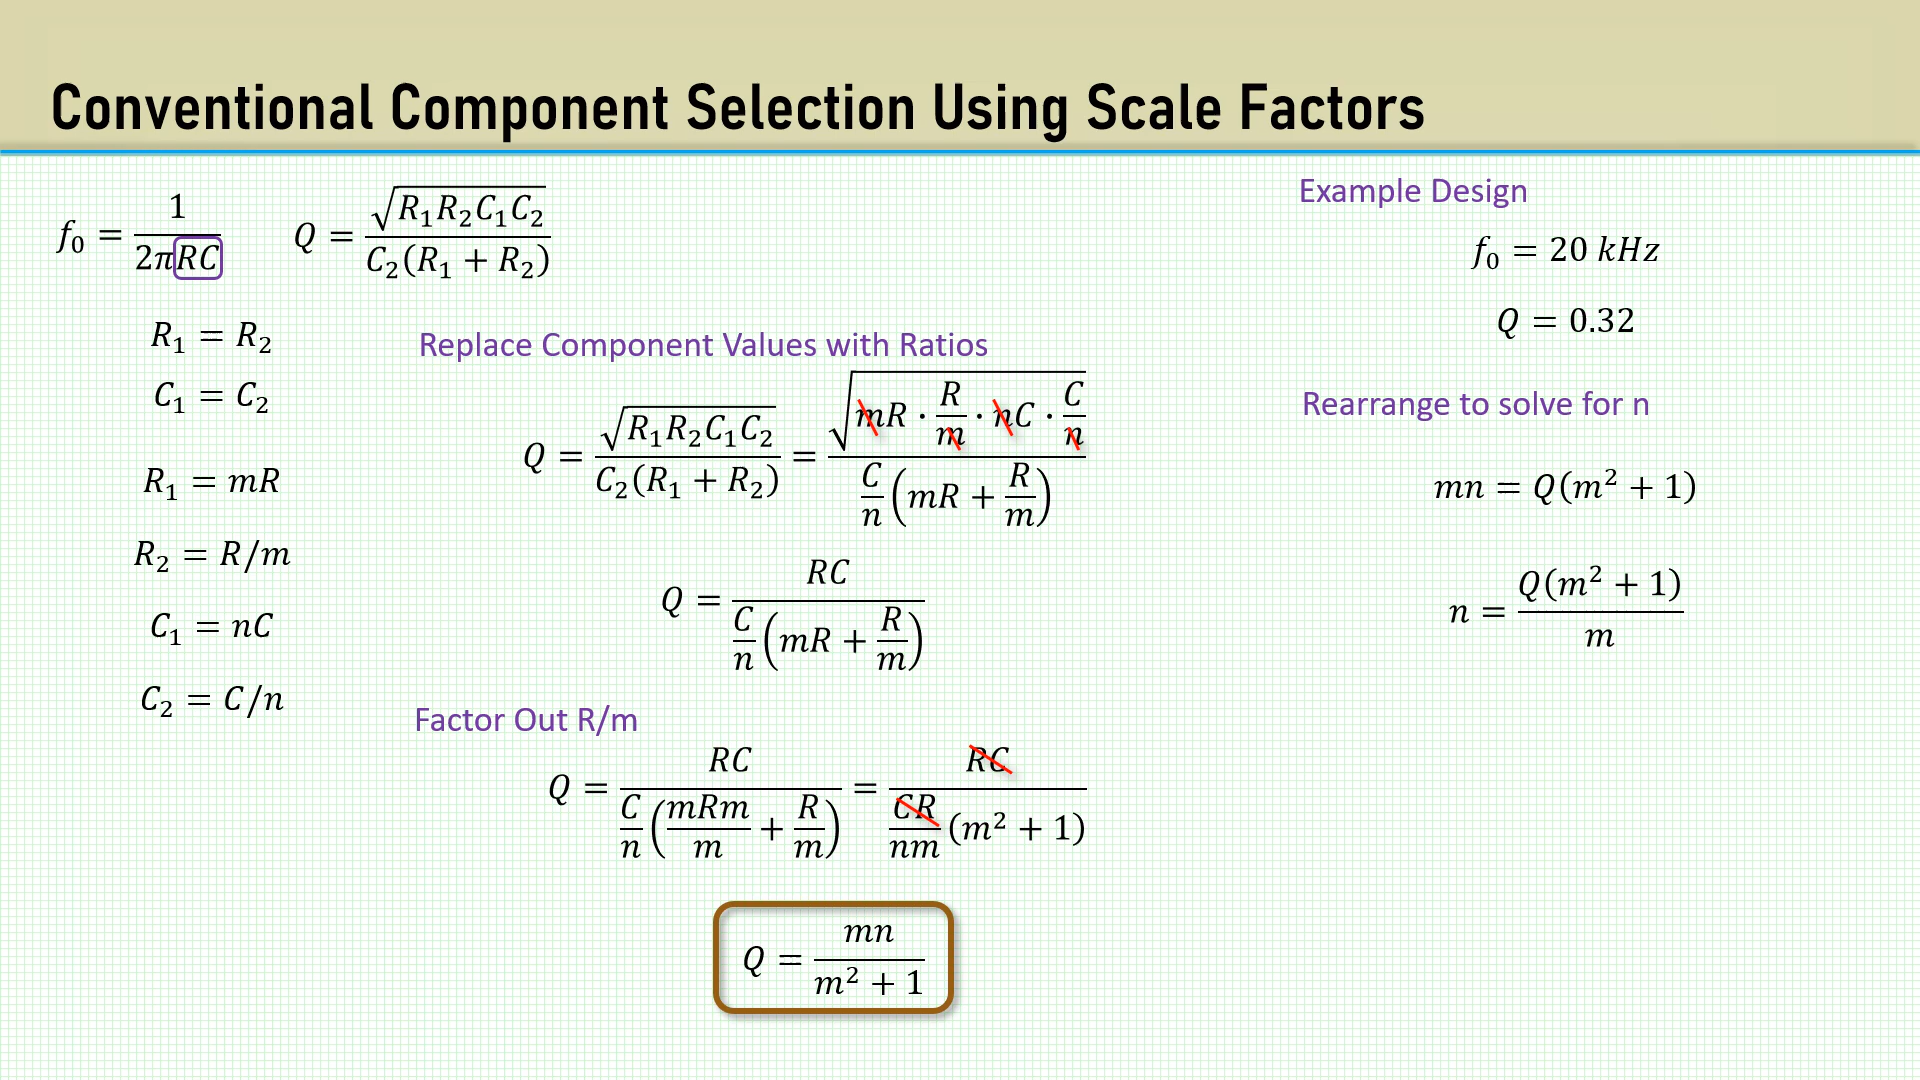 Conventional Component Selection Using Scale Factors
f₀ = 1 / 2πRC
Q = √(R₁R₂C₁C₂) / C₂(R₁ + R₂)
R₁ = R₂
C₁ = C₂
R₁ = mR
R₂ = R/m
C₁ = nC
C₂ = C/n
Replace Component Values with Ratios
Q = √(R₁R₂C₁C₂) / C₂(R₁ + R₂) = √(mR · R/m · nC · C/n) / C/n (mR + R/m)
Q = RC / C/n (mR + R/m)
Factor Out R/m
Q = RC / C/n (mRm/m + R/m) = RC / CR/nm (m² + 1)
Q = mn / m² + 1
Example Design
f₀ = 20 kHz
Q = 0.32
Rearrange to solve for n
mn = Q(m² + 1)
n = Q(m² + 1) / m